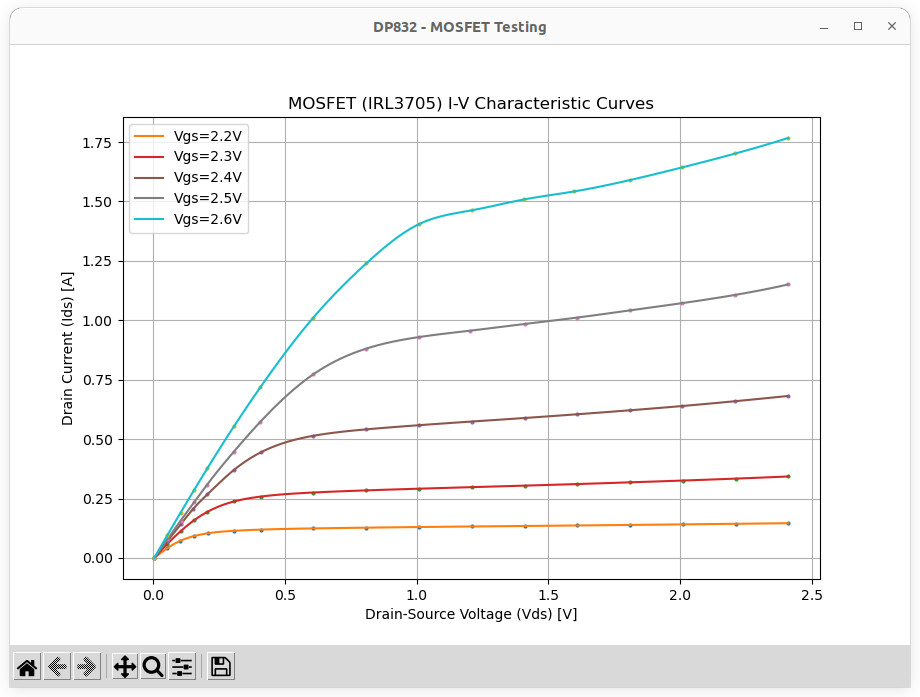 DP832 - MOSFET Testing
MOSFET (IRL3705) I-V Characteristic Curves
Vgs=2.2V
Vgs=2.3V
Vgs=2.4V
Vgs=2.5V
Vgs=2.6V
Drain Current (Ids) [A]
1.75
1.50
1.25
1.00
0.75
0.50
0.25
0.00
0.0 0.5 1.0 1.5 2.0 2.5
Drain-Source Voltage (Vds) [V]